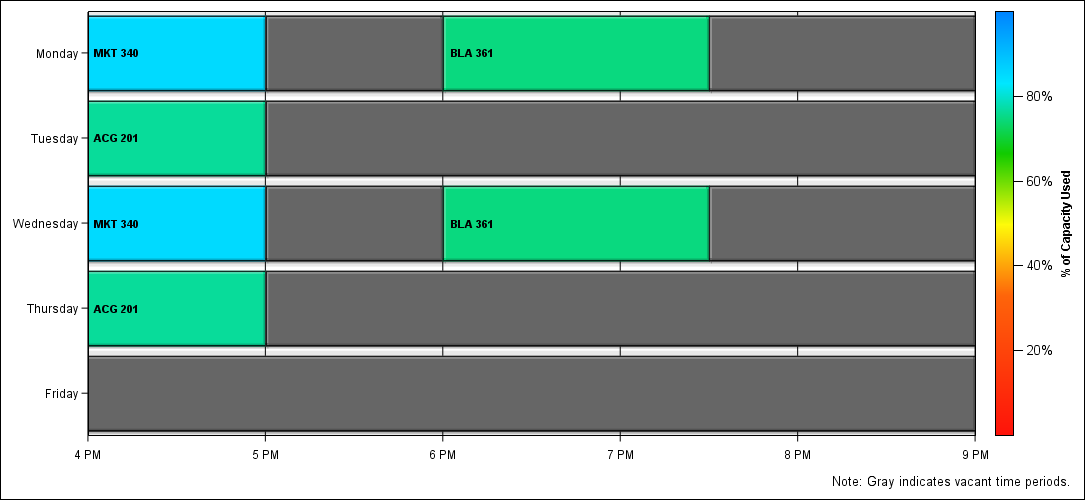 Monday
MKT 340
BLA 361
Tuesday
ACG 201
Wednesday
MKT 340
BLA 361
Thursday
ACG 201
Friday
4 PM 5 PM 6 PM 7 PM 8 PM 9 PM
80%
60%
40%
20%
% of Capacity Used
Note: Gray indicates vacant time periods.